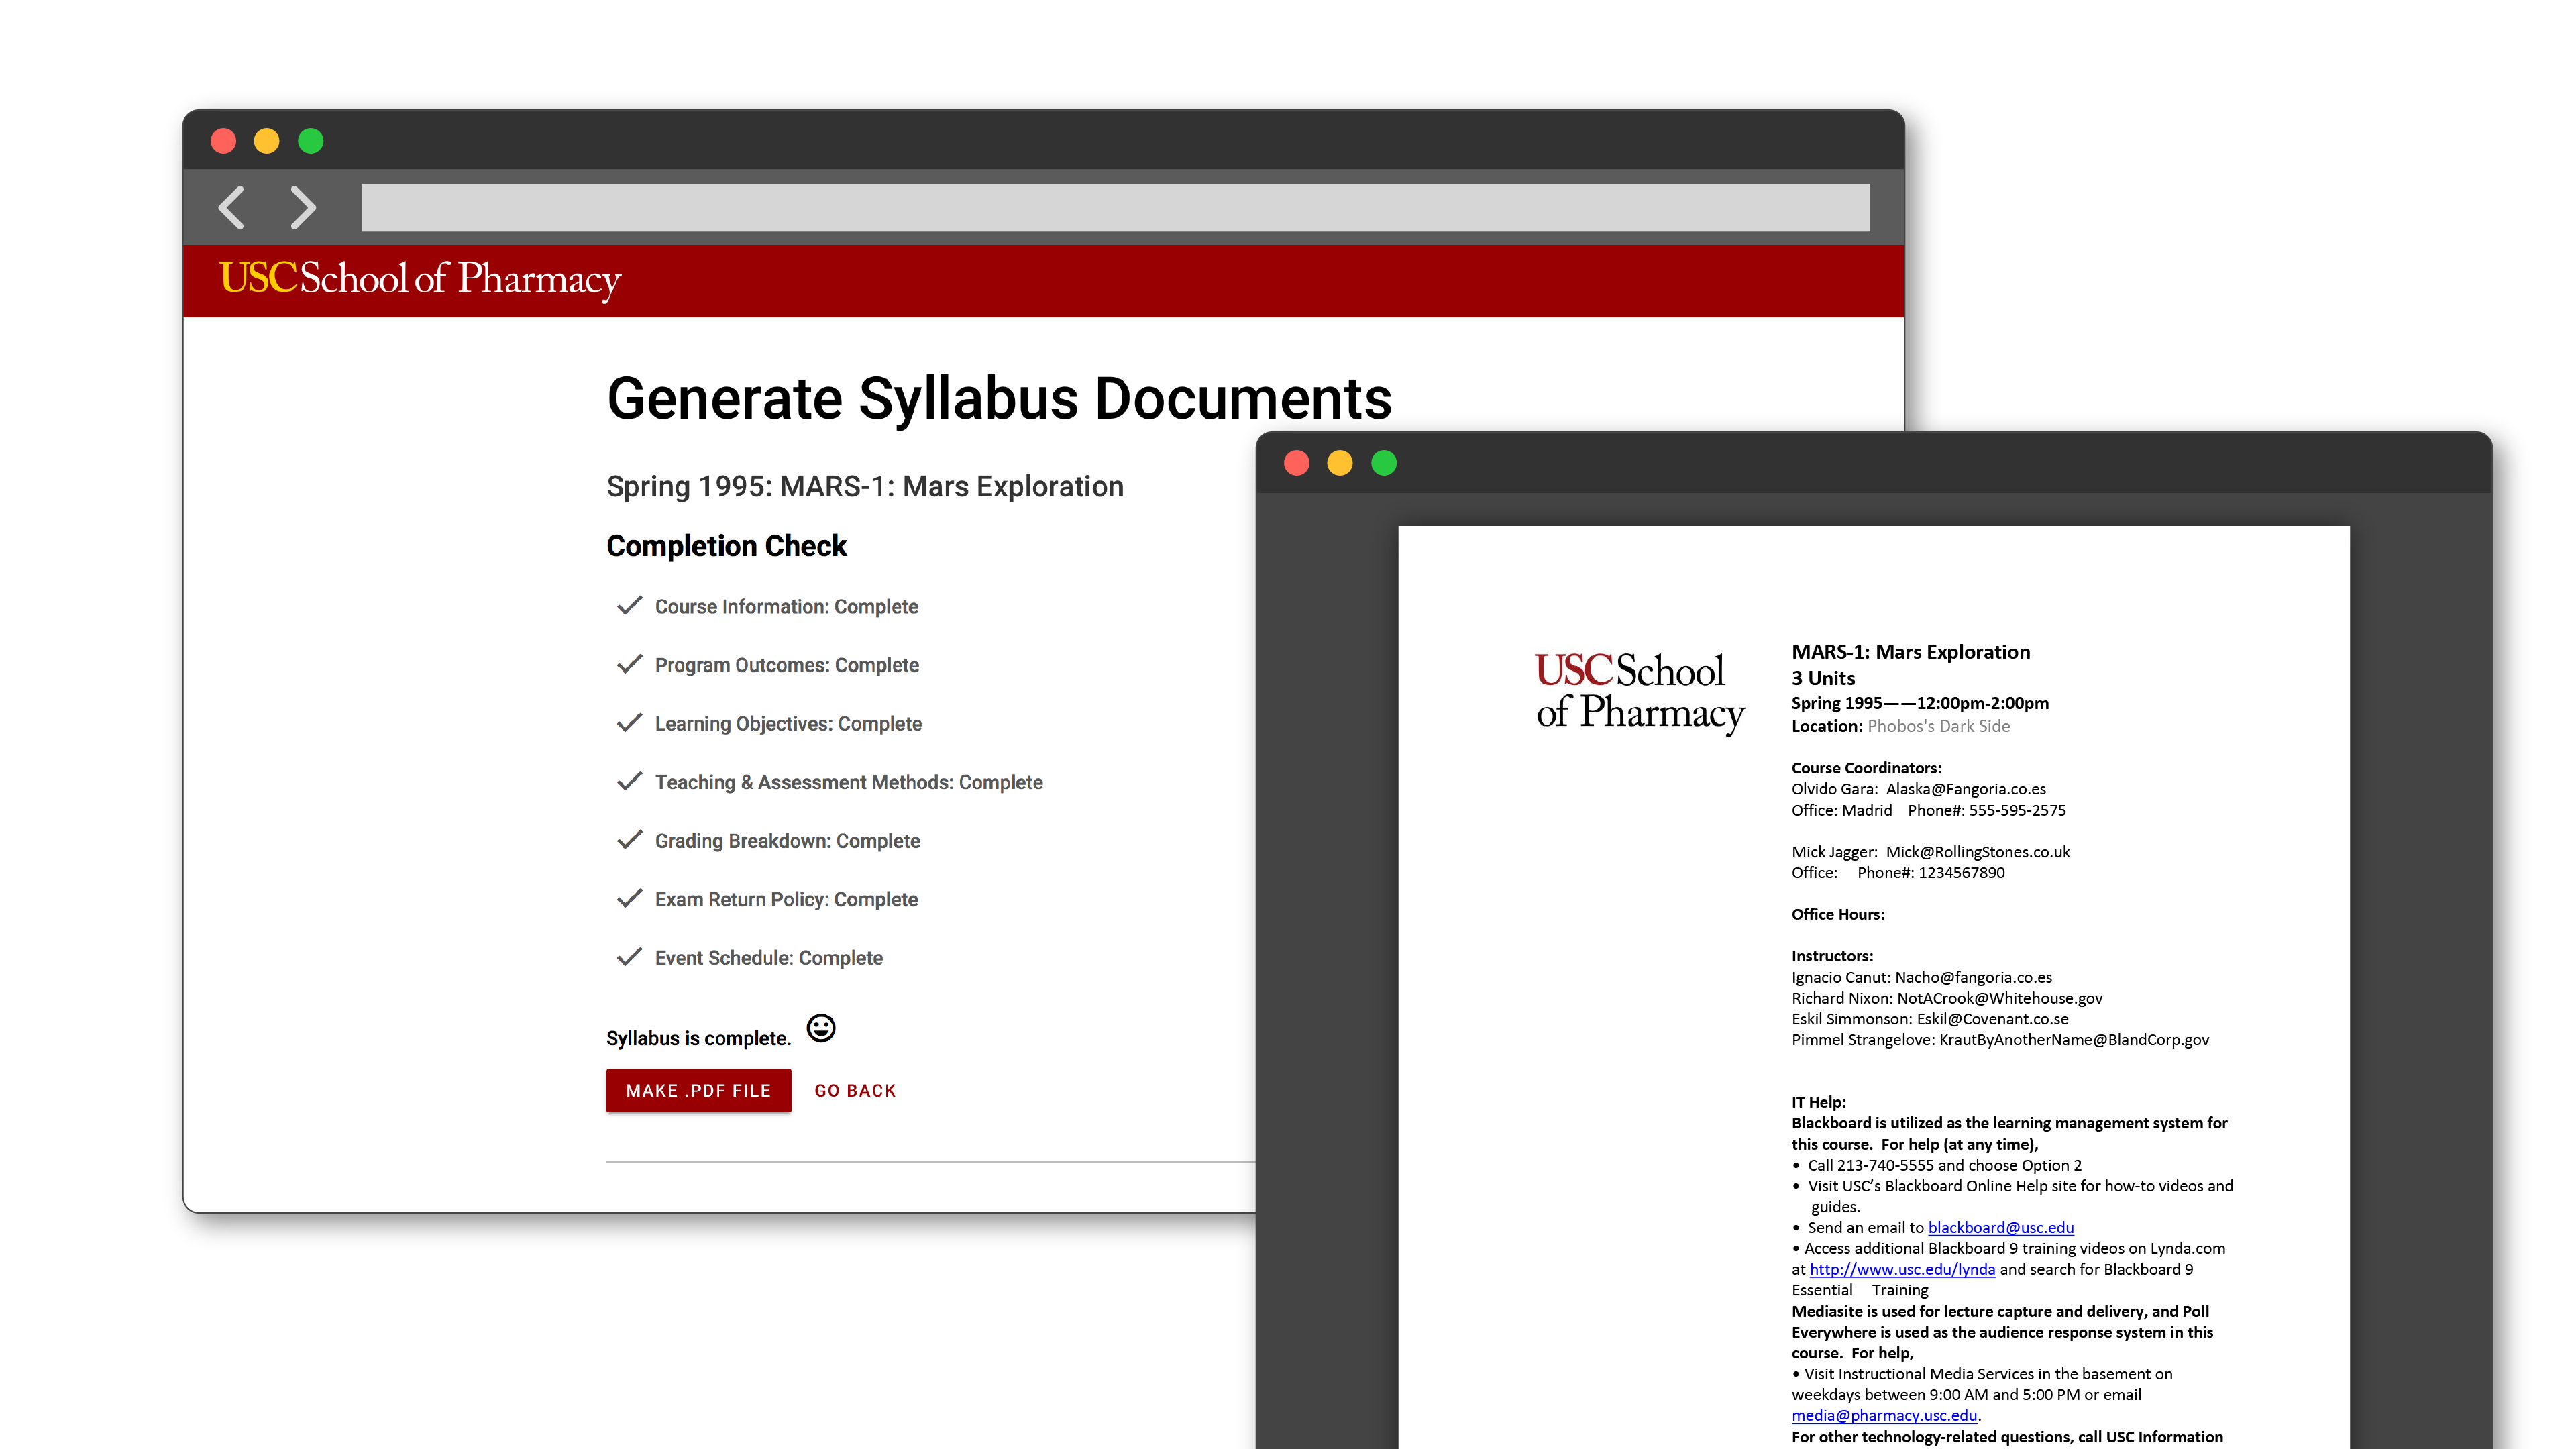 USC School of Pharmacy
Generate Syllabus Documents
Spring 1995: MARS-1: Mars Exploration
Completion Check
Course Information: Complete
Program Outcomes: Complete
Learning Objectives: Complete
Teaching & Assessment Methods: Complete
Grading Breakdown: Complete
Exam Return Policy: Complete
Event Schedule: Complete
Syllabus is complete.
MAKE .PDF FILE GO BACK
USC School
of Pharmacy
MARS-1: Mars Exploration
3 Units
Spring 1995——12:00pm-2:00pm
Location: Phobos's Dark Side
Course Coordinators:
Olvido Gara: Alaska@Fangoria.co.es
Office: Madrid Phone#: 555-595-2575
Mick Jagger: Mick@RollingStones.co.uk
Office: Phone#: 1234567890
Office Hours:
Instructors:
Ignacio Canut: Nacho@fangoria.co.es
Richard Nixon: NotACrook@Whitehouse.gov
Eskil Simmonson: Eskil@Covenant.co.se
Pimmel Strangelove: KrautByAnotherName@BlandCorp.gov
IT Help:
Blackboard is utilized as the learning management system for
this course. For help (at any time),
• Call 213-740-5555 and choose Option 2
• Visit USC’s Blackboard Online Help site for how-to videos and
guides.
• Send an email to blackboard@usc.edu
• Access additional Blackboard 9 training videos on Lynda.com
at http://www.usc.edu/lynda and search for Blackboard 9
Essential Training
Mediasite is used for lecture capture and delivery, and Poll
Everywhere is used as the audience response system in this
course. For help,
• Visit Instructional Media Services in the basement on
weekdays between 9:00 AM and 5:00 PM or email
media@pharmacy.usc.edu.
For other technology-related questions, call USC Information